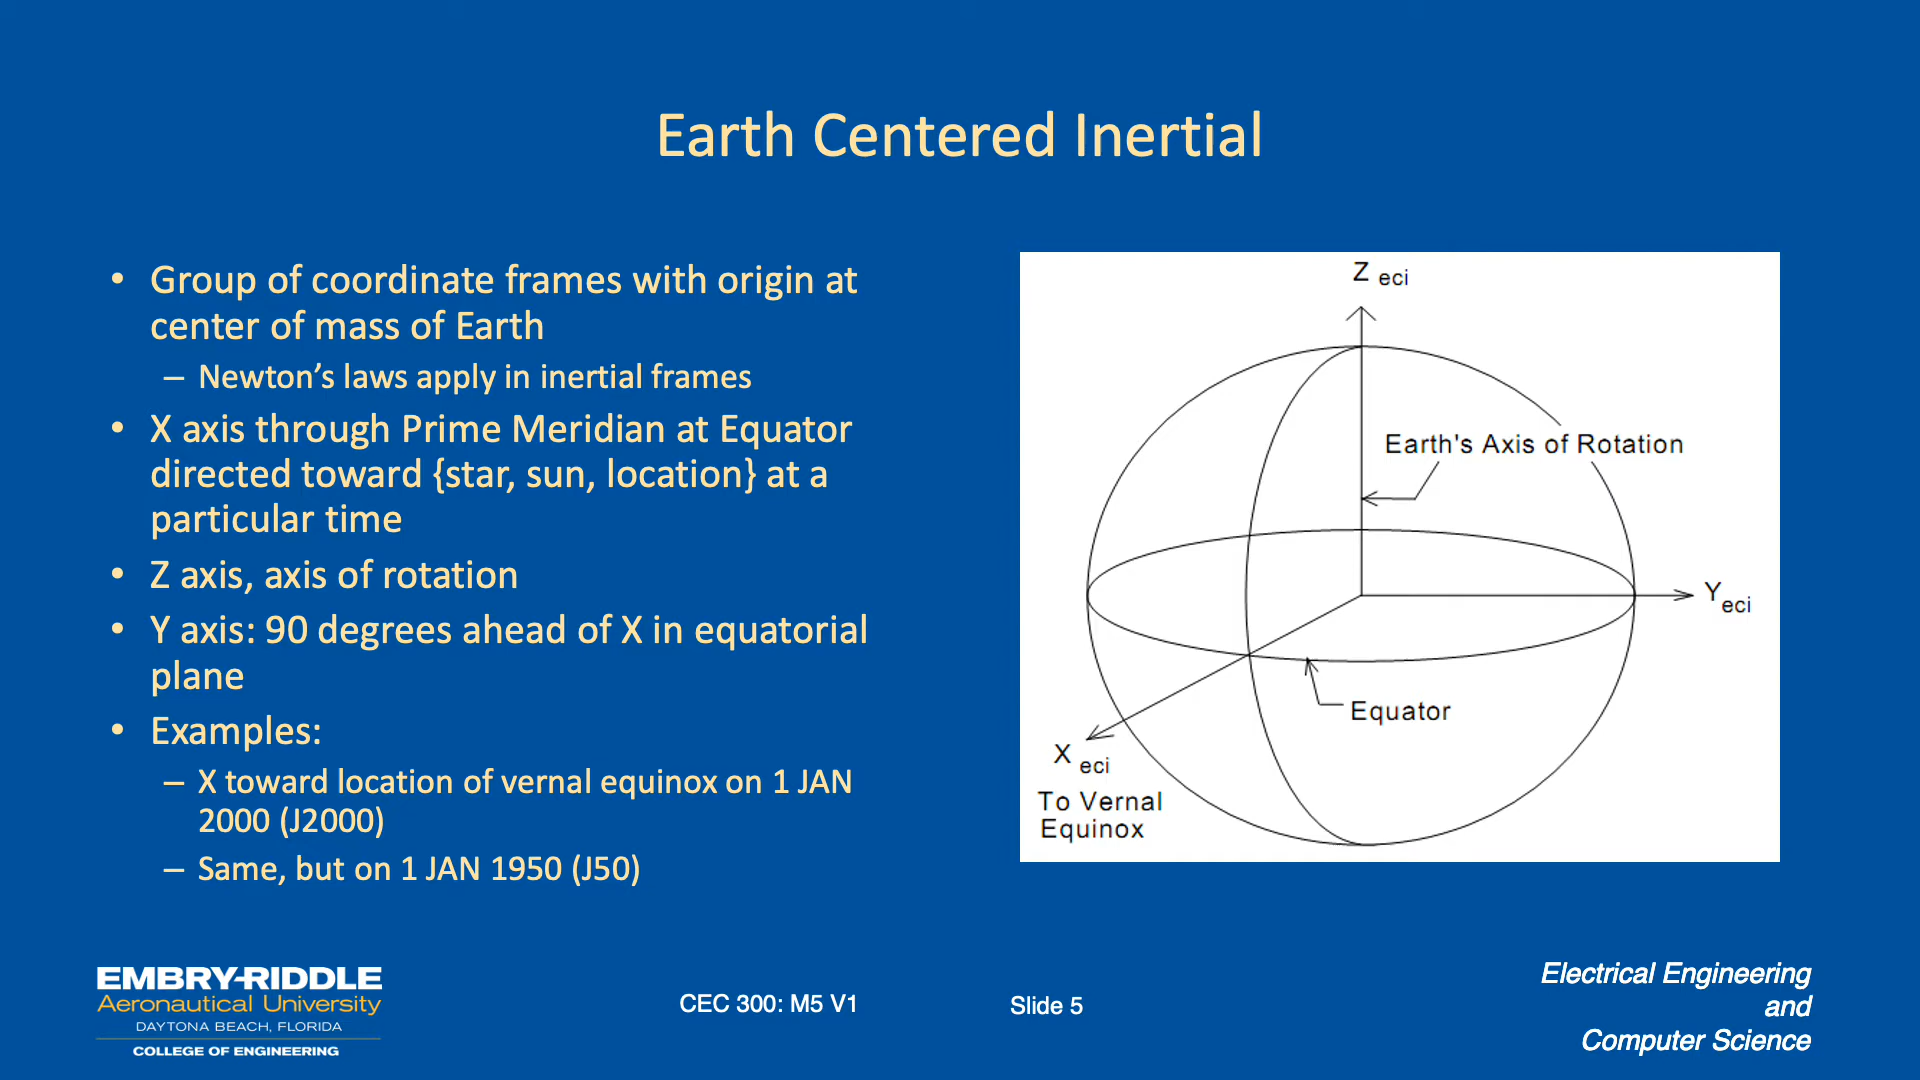 Earth Centered Inertial
• Group of coordinate frames with origin at
center of mass of Earth
– Newton’s laws apply in inertial frames
• X axis through Prime Meridian at Equator
directed toward {star, sun, location} at a
particular time
• Z axis, axis of rotation
• Y axis: 90 degrees ahead of X in equatorial
plane
• Examples:
– X toward location of vernal equinox on 1 JAN
2000 (J2000)
– Same, but on 1 JAN 1950 (J50)
Z eci
Earth's Axis of Rotation
Y eci
Equator
X eci
To Vernal
Equinox
EMBRY-RIDDLE
Aeronautical University
DAYTONA BEACH, FLORIDA
COLLEGE OF ENGINEERING
CEC 300: M5 V1
Slide 5
Electrical Engineering
and
Computer Science